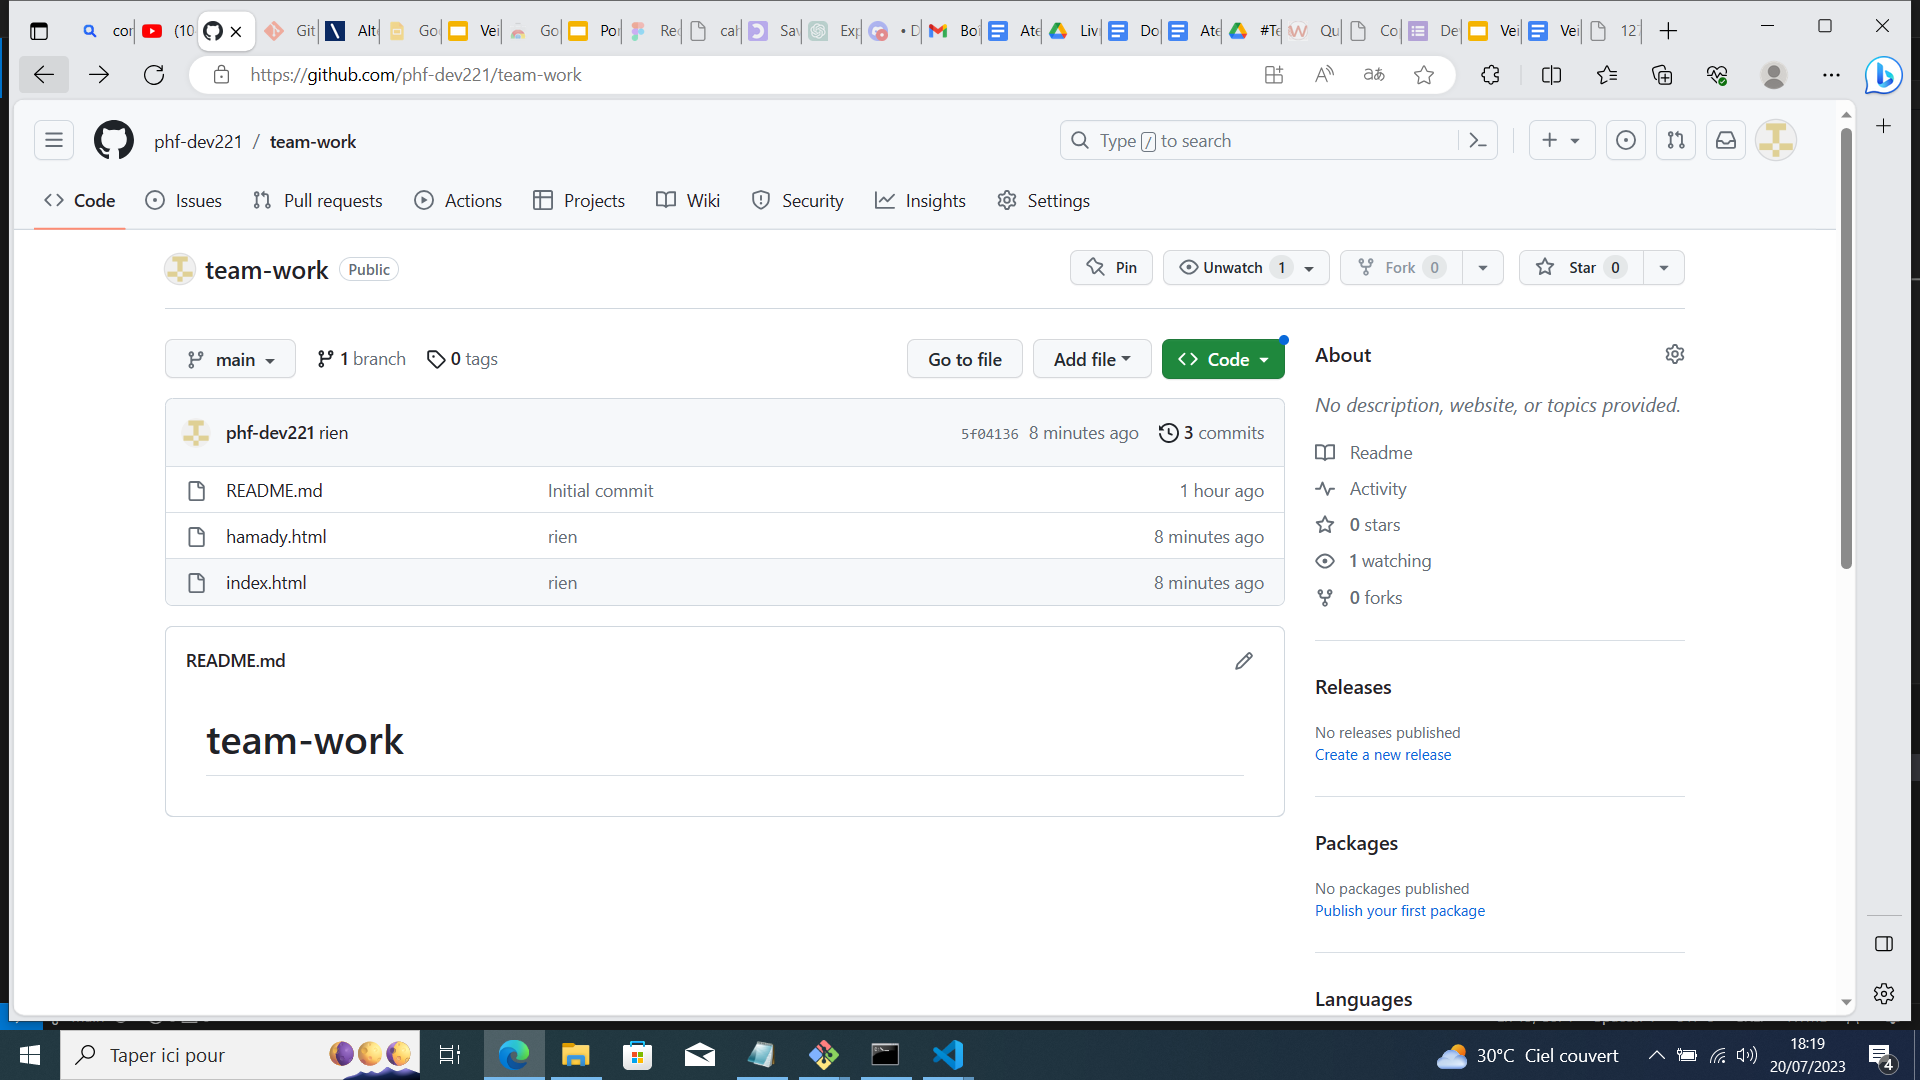 cor
(10
Git
Alt
Go
Vei
Go
Por
Rec
cah
Sav
Exp
• D
Boî
Ate
Livi
Do
Ate
#Te
Qu
Co
De
Vei
Vei
127
https://github.com/phf-dev221/team-work
phf-dev221 / team-work
Type / to search
Code
Issues
Pull requests
Actions
Projects
Wiki
Security
Insights
Settings
team-work Public
Pin
Unwatch 1
Fork 0
Star 0
main
1 branch
0 tags
Go to file
Add file
Code
phf-dev221 rien
5f04136 8 minutes ago
3 commits
README.md Initial commit 1 hour ago
hamady.html rien 8 minutes ago
index.html rien 8 minutes ago
README.md
team-work
About
No description, website, or topics provided.
Readme
Activity
0 stars
1 watching
0 forks
Releases
No releases published
Create a new release
Packages
No packages published
Publish your first package
Languages
Taper ici pour
30°C Ciel couvert
18:19
20/07/2023
4